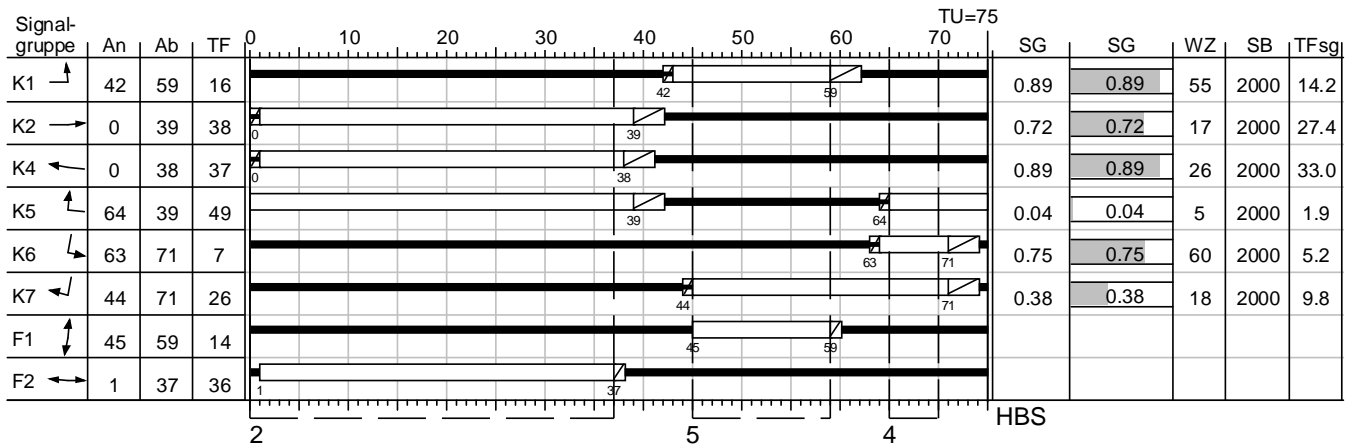 TU=75
Signal-
gruppe An Ab TF 0 10 20 30 40 50 60 70 SG SG WZ SB TFsg
K1 42 59 16 42 59 0.89 0.89 55 2000 14.2
K2 0 39 38 0 39 0.72 0.72 17 2000 27.4
K4 0 38 37 0 38 0.89 0.89 26 2000 33.0
K5 64 39 49 39 64 0.04 0.04 5 2000 1.9
K6 63 71 7 63 71 0.75 0.75 60 2000 5.2
K7 44 71 26 44 71 0.38 0.38 18 2000 9.8
F1 45 59 14 45 59
F2 1 37 36 1 37
HBS
2 5 4